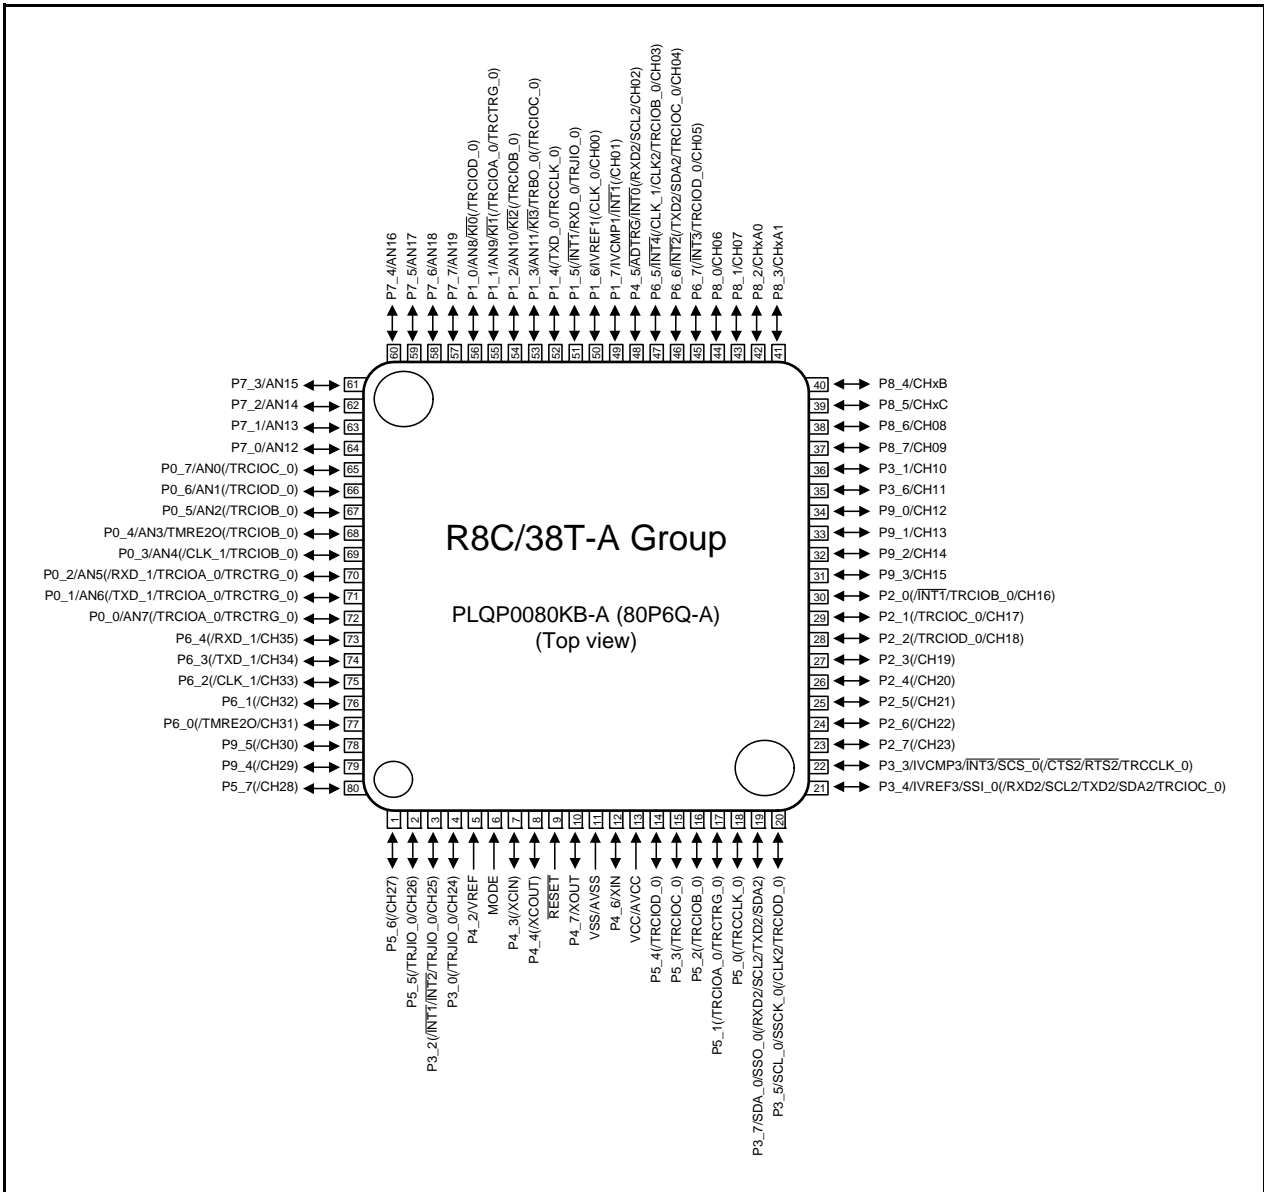 P7_4/AN16
P7_5/AN17
P7_6/AN18
P7_7/AN19
P1_0/AN8/KI0(/TRCIOD_0)
P1_1/AN9/KI1(/TRCIOA_0/TRCTRG_0)
P1_2/AN10/KI2(/TRCIOB_0)
P1_3/AN11/KI3/TRBO_0(/TRCIOC_0)
P1_4(/TXD_0/TRCCLK_0)
P1_5(/INT1/RXD_0/TRJIO_0)
P1_6/IVREF1(/CLK_0/CH00)
P1_7/IVCMP1/INT1(/CH01)
P4_5/ADTRG/INT0(/RXD2/SCL2/CH02)
P6_5/INT4(/CLK_1/CLK2/TRCIOB_0/CH03)
P6_6/INT2(/TXD2/SDA2/TRCIOC_0/CH04)
P6_7(/INT3/TRCIOD_0/CH05)
P8_0/CH06
P8_1/CH07
P8_2/CHxA0
P8_3/CHxA1
60 59 58 57 56 55 54 53 52 51 50 49 48 47 46 45 44 43 42 41
P7_3/AN15 61
P7_2/AN14 62
P7_1/AN13 63
P7_0/AN12 64
P0_7/AN0(/TRCIOC_0) 65
P0_6/AN1(/TRCIOD_0) 66
P0_5/AN2(/TRCIOB_0) 67
P0_4/AN3/TMRE2O(/TRCIOB_0) 68
P0_3/AN4(/CLK_1/TRCIOB_0) 69
P0_2/AN5(/RXD_1/TRCIOA_0/TRCTRG_0) 70
P0_1/AN6(/TXD_1/TRCIOA_0/TRCTRG_0) 71
P0_0/AN7(/TRCIOA_0/TRCTRG_0) 72
P6_4(/RXD_1/CH35) 73
P6_3(/TXD_1/CH34) 74
P6_2(/CLK_1/CH33) 75
P6_1(/CH32) 76
P6_0(/TMRE2O/CH31) 77
P9_5(/CH30) 78
P9_4(/CH29) 79
P5_7(/CH28) 80
R8C/38T-A Group
PLQP0080KB-A (80P6Q-A)
(Top view)
40 P8_4/CHxB
39 P8_5/CHxC
38 P8_6/CH08
37 P8_7/CH09
36 P3_1/CH10
35 P3_6/CH11
34 P9_0/CH12
33 P9_1/CH13
32 P9_2/CH14
31 P9_3/CH15
30 P2_0(/INT1/TRCIOB_0/CH16)
29 P2_1(/TRCIOC_0/CH17)
28 P2_2(/TRCIOD_0/CH18)
27 P2_3(/CH19)
26 P2_4(/CH20)
25 P2_5(/CH21)
24 P2_6(/CH22)
23 P2_7(/CH23)
22 P3_3/IVCMP3/INT3/SCS_0(/CTS2/RTS2/TRCCLK_0)
21 P3_4/IVREF3/SSI_0(/RXD2/SCL2/TXD2/SDA2/TRCIOC_0)
1 2 3 4 5 6 7 8 9 10 11 12 13 14 15 16 17 18 19 20
P5_6(/CH27)
P5_5(/TRJIO_0/CH26)
P3_2(/INT1/INT2/TRJIO_0/CH25)
P3_0(/TRJIO_0/CH24)
P4_2/VREF
MODE
P4_3(/XCIN)
P4_4(/XCOUT)
RESET
P4_7/XOUT
VSS/AVSS
P4_6/XIN
VCC/AVCC
P5_4(/TRCIOD_0)
P5_3(/TRCIOC_0)
P5_2(/TRCIOB_0)
P5_1(/TRCIOA_0/TRCTRG_0)
P5_0(/TRCCLK_0)
P3_7/SDA_0/SSO_0(/RXD2/SCL2/TXD2/SDA2)
P3_5/SCL_0/SSCK_0(/CLK2/TRCIOD_0)